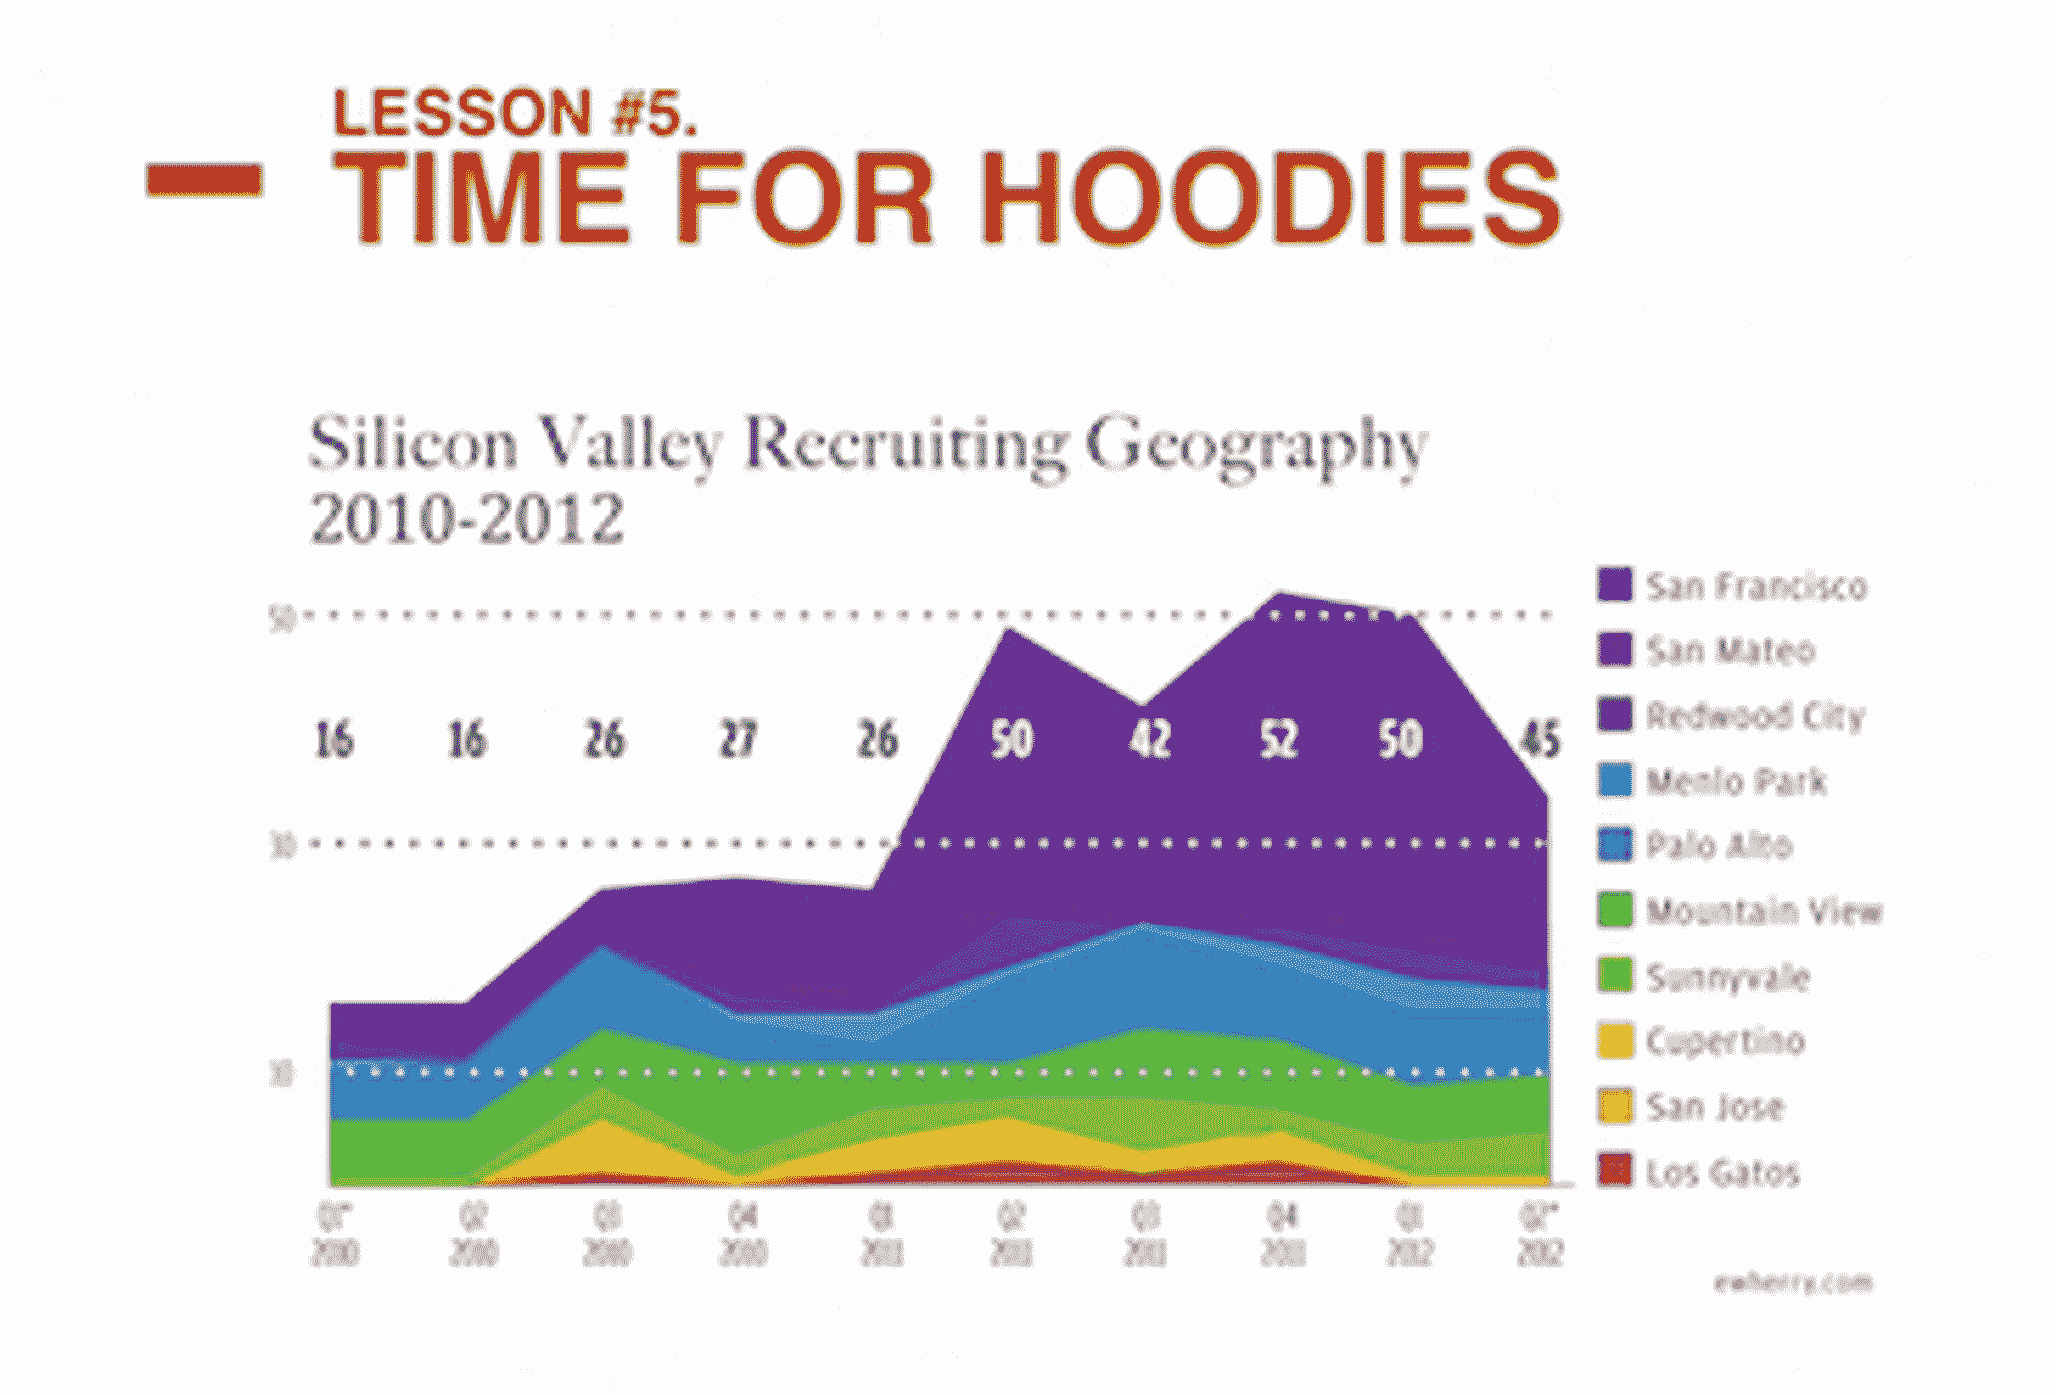 LESSON #5.
TIME FOR HOODIES
Silicon Valley Recruiting Geography
2010-2012
50
30
10
16 16 26 27 26 50 42 52 50 45
San Francisco
San Mateo
Redwood City
Menlo Park
Palo Alto
Mountain View
Sunnyvale
Cupertino
San Jose
Los Gatos
Q1* Q2 Q3 Q4 Q1 Q2 Q3 Q4 Q1 Q2*
2010 2010 2010 2010 2011 2011 2011 2011 2012 2012
ewherry.com